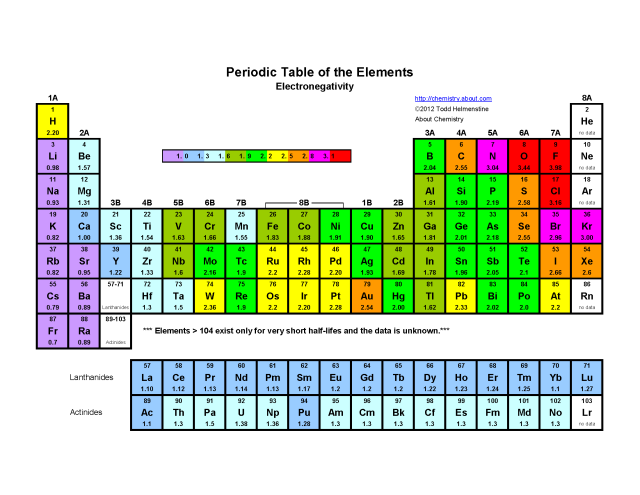 Periodic Table of the Elements
Electronegativity
1A 8A
http://chemistry.about.com
©2012 Todd Helmenstine
About Chemistry
1 2
H He
2.20 no data
2A 3A 4A 5A 6A 7A
3 4 5 6 7 8 9 10
Li Be B C N O F Ne
0.98 1.57 2.04 2.55 3.04 3.44 3.98 no data
11 12 13 14 15 16 17 18
Na Mg Al Si P S Cl Ar
0.93 1.31 1.61 1.90 2.19 2.58 3.16 no data
3B 4B 5B 6B 7B 8B 1B 2B
19 20 21 22 23 24 25 26 27 28 29 30 31 32 33 34 35 36
K Ca Sc Ti V Cr Mn Fe Co Ni Cu Zn Ga Ge As Se Br Kr
0.82 1.00 1.36 1.54 1.63 1.66 1.55 1.83 1.88 1.91 1.90 1.65 1.81 2.01 2.18 2.55 2.96 3.00
37 38 39 40 41 42 43 44 45 46 47 48 49 50 51 52 53 54
Rb Sr Y Zr Nb Mo Tc Ru Rh Pd Ag Cd In Sn Sb Te I Xe
0.82 0.95 1.22 1.33 1.6 2.16 1.9 2.2 2.28 2.20 1.93 1.69 1.78 1.96 2.05 2.1 2.66 2.6
55 56 57-71 72 73 74 75 76 77 78 79 80 81 82 83 84 85 86
Cs Ba Hf Ta W Re Os Ir Pt Au Hg Tl Pb Bi Po At Rn
0.79 0.89 Lanthanides 1.3 1.5 2.36 1.9 2.2 2.20 2.28 2.54 2.00 1.62 2.33 2.02 2.0 2.2 no data
87 88 89-103
Fr Ra
0.7 0.89 Actinides
*** Elements > 104 exist only for very short half-lifes and the data is unknown.***
57 58 59 60 61 62 63 64 65 66 67 68 69 70 71
Lanthanides La Ce Pr Nd Pm Sm Eu Gd Tb Dy Ho Er Tm Yb Lu
1.10 1.12 1.13 1.14 1.13 1.17 1.2 1.2 1.2 1.22 1.23 1.24 1.25 1.1 1.27
89 90 91 92 93 94 95 96 97 98 99 100 101 102 103
Actinides Ac Th Pa U Np Pu Am Cm Bk Cf Es Fm Md No Lr
1.1 1.3 1.5 1.38 1.36 1.28 1.3 1.3 1.3 1.3 1.3 1.3 1.3 1.3 no data